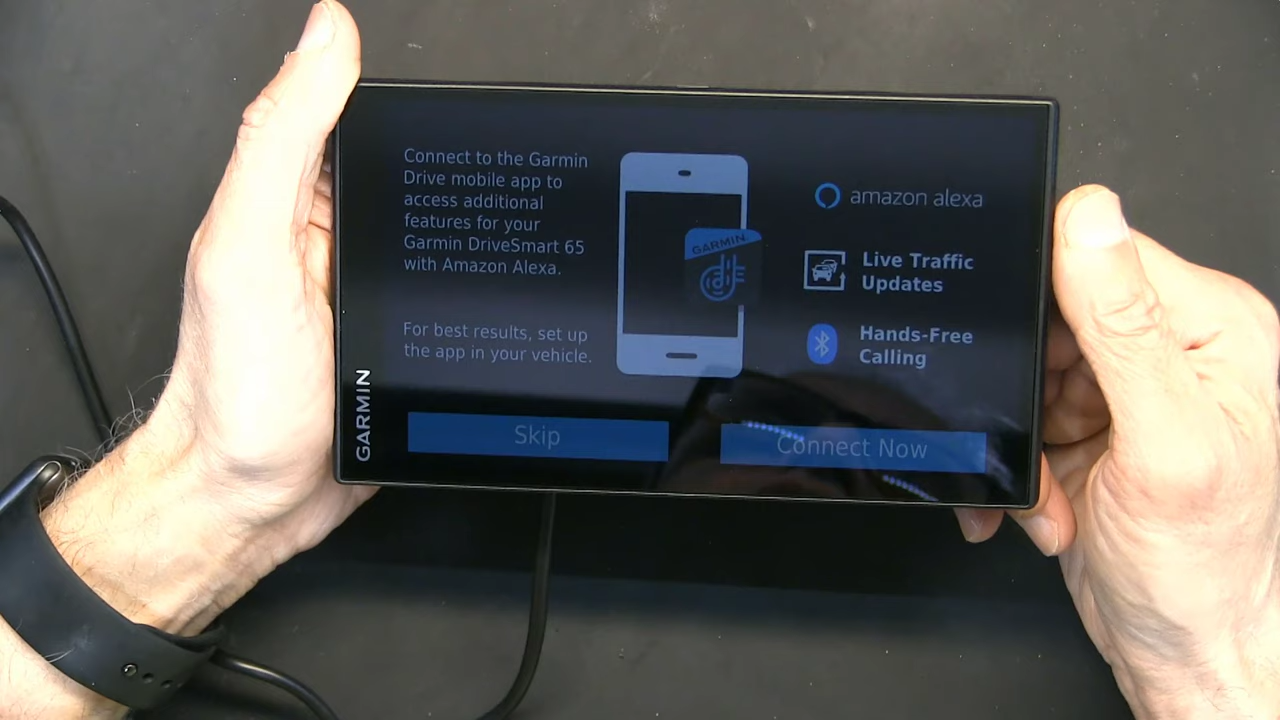 Connect to the Garmin
Drive mobile app to
access additional
features for your
Garmin DriveSmart 65
with Amazon Alexa.
For best results, set up
the app in your vehicle.
GARMIN
amazon alexa
Live Traffic
Updates
Hands-Free
Calling
GARMIN
Skip
Connect Now